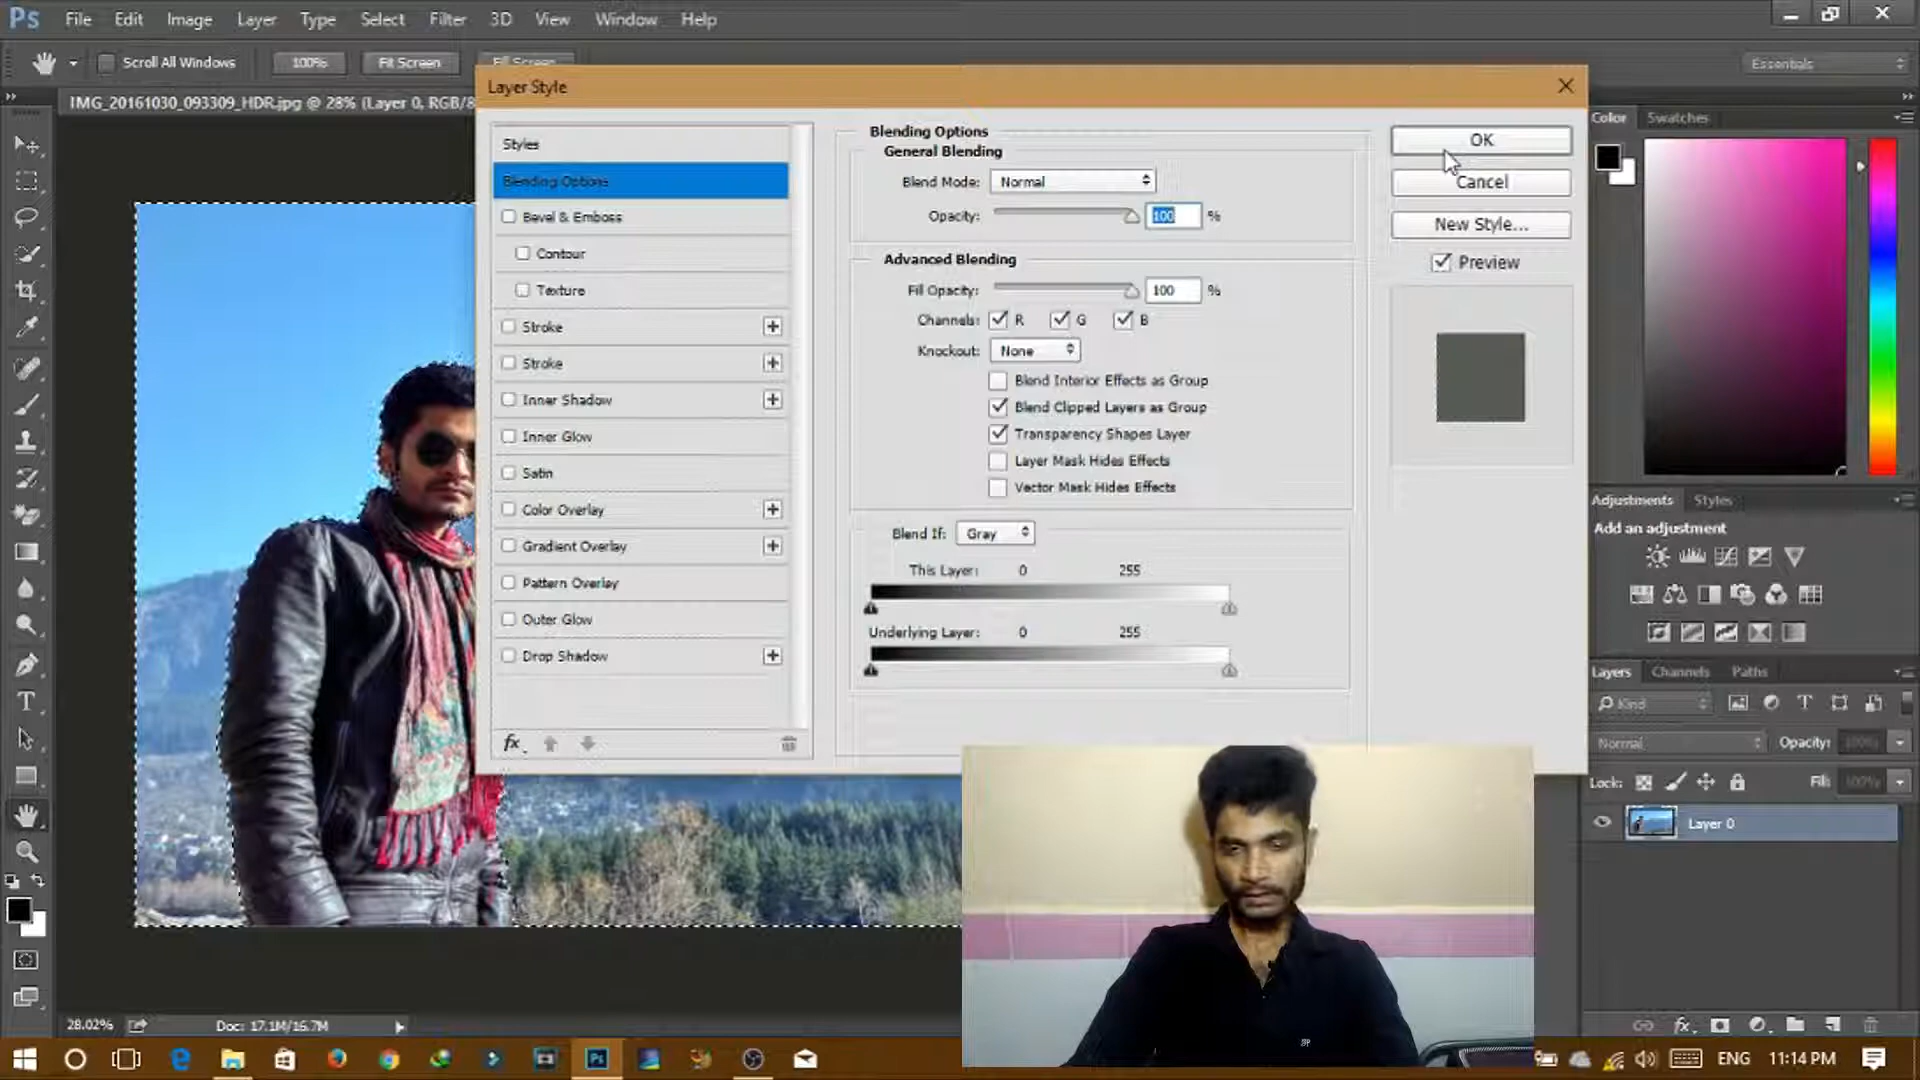 Ps File Edit Image Layer Type Select Filter 3D View Window Help
Scroll All Windows 100% Fit Screen Fill Screen Essentials
IMG_20161030_093309_HDR.jpg @ 28% (Layer 0, RGB/8
Layer Style
Styles
Blending Options
Bevel & Emboss
Contour
Texture
Stroke
Stroke
Inner Shadow
Inner Glow
Satin
Color Overlay
Gradient Overlay
Pattern Overlay
Outer Glow
Drop Shadow
fx
Blending Options
General Blending
Blend Mode: Normal
Opacity: 100 %
Advanced Blending
Fill Opacity: 100 %
Channels: R G B
Knockout: None
Blend Interior Effects as Group
Blend Clipped Layers as Group
Transparency Shapes Layer
Layer Mask Hides Effects
Vector Mask Hides Effects
Blend If: Gray
This Layer: 0 255
Underlying Layer: 0 255
OK
Cancel
New Style...
Preview
Color Swatches
Adjustments Styles
Add an adjustment
Layers Channels Paths
Kind
Normal Opacity: 100%
Lock: Fill: 100%
Layer 0
fx
28.02% Doc: 17.1M/16.7M
Ps ENG 11:14 PM